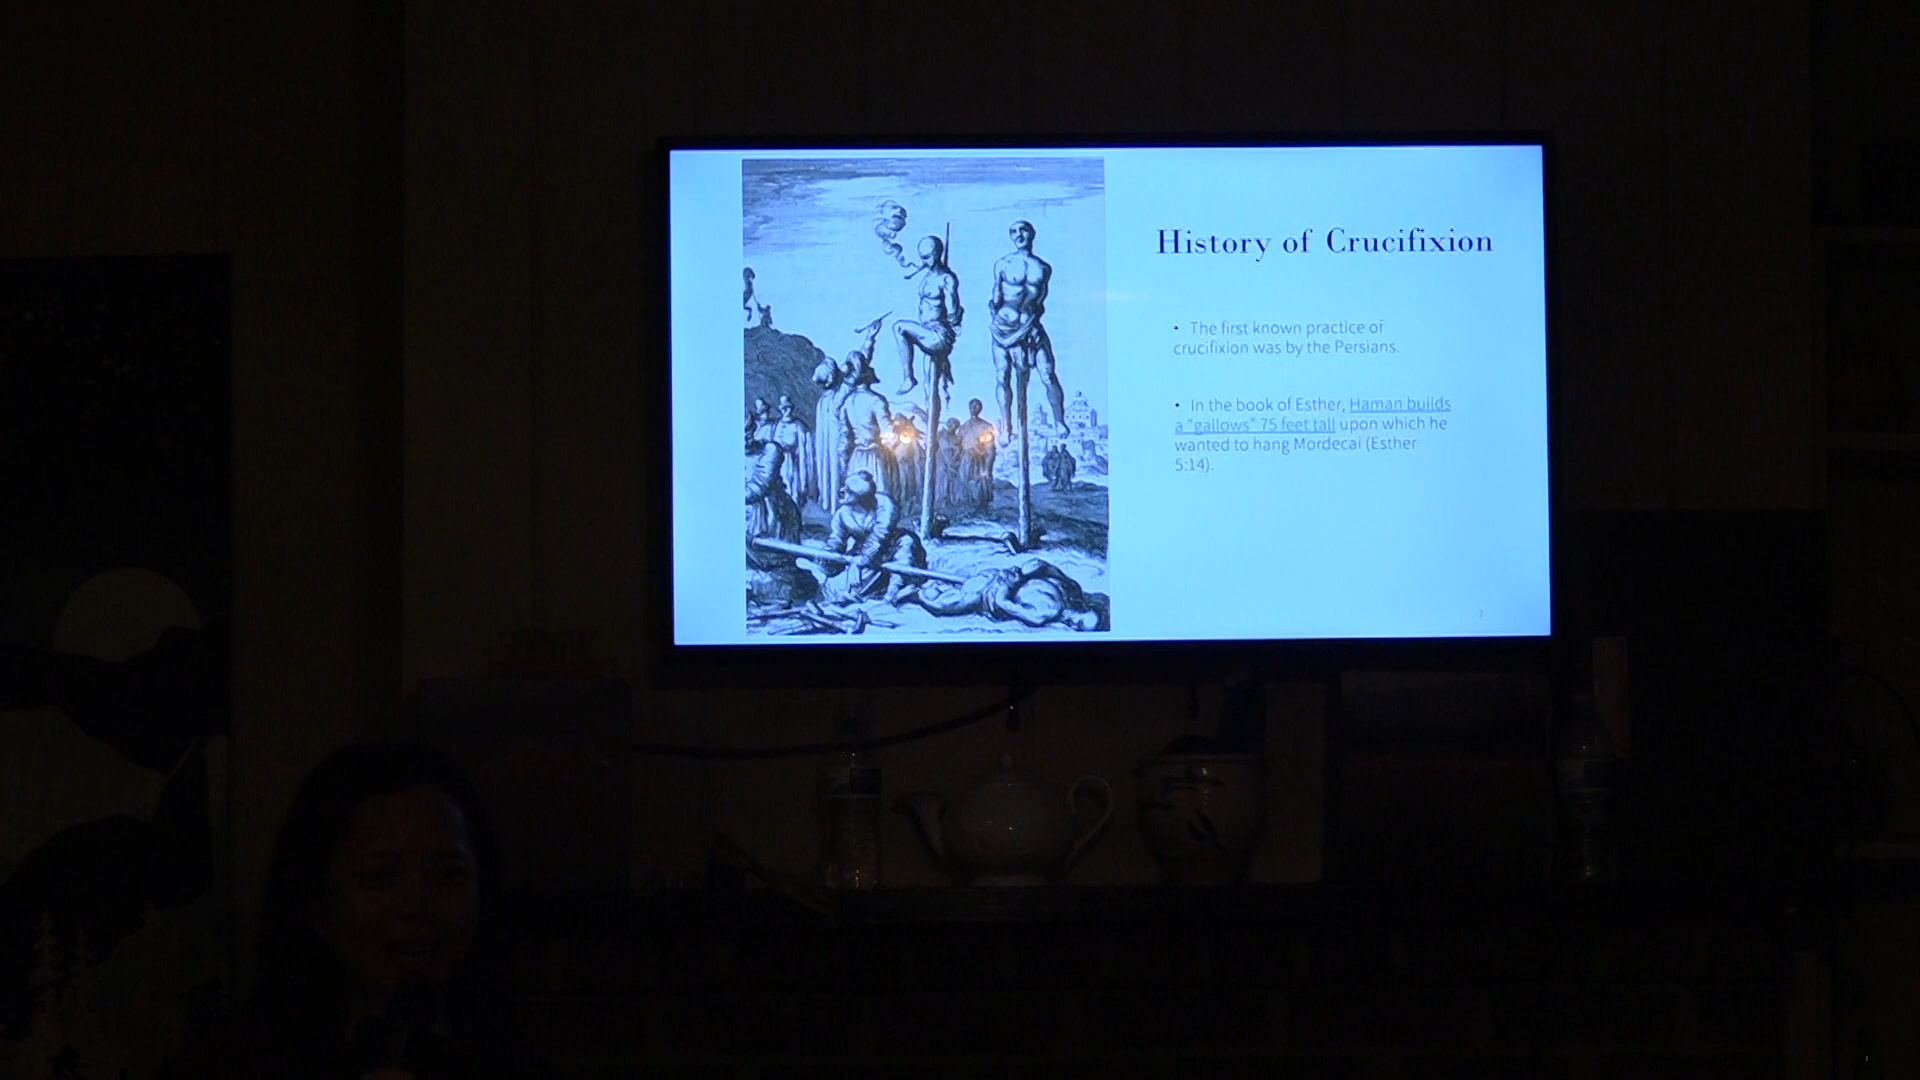 History of Crucifixion
• The first known practice of
crucifixion was by the Persians.
• In the book of Esther, Haman builds
a "gallows" 75 feet tall upon which he
wanted to hang Mordecai (Esther
5:14).
2